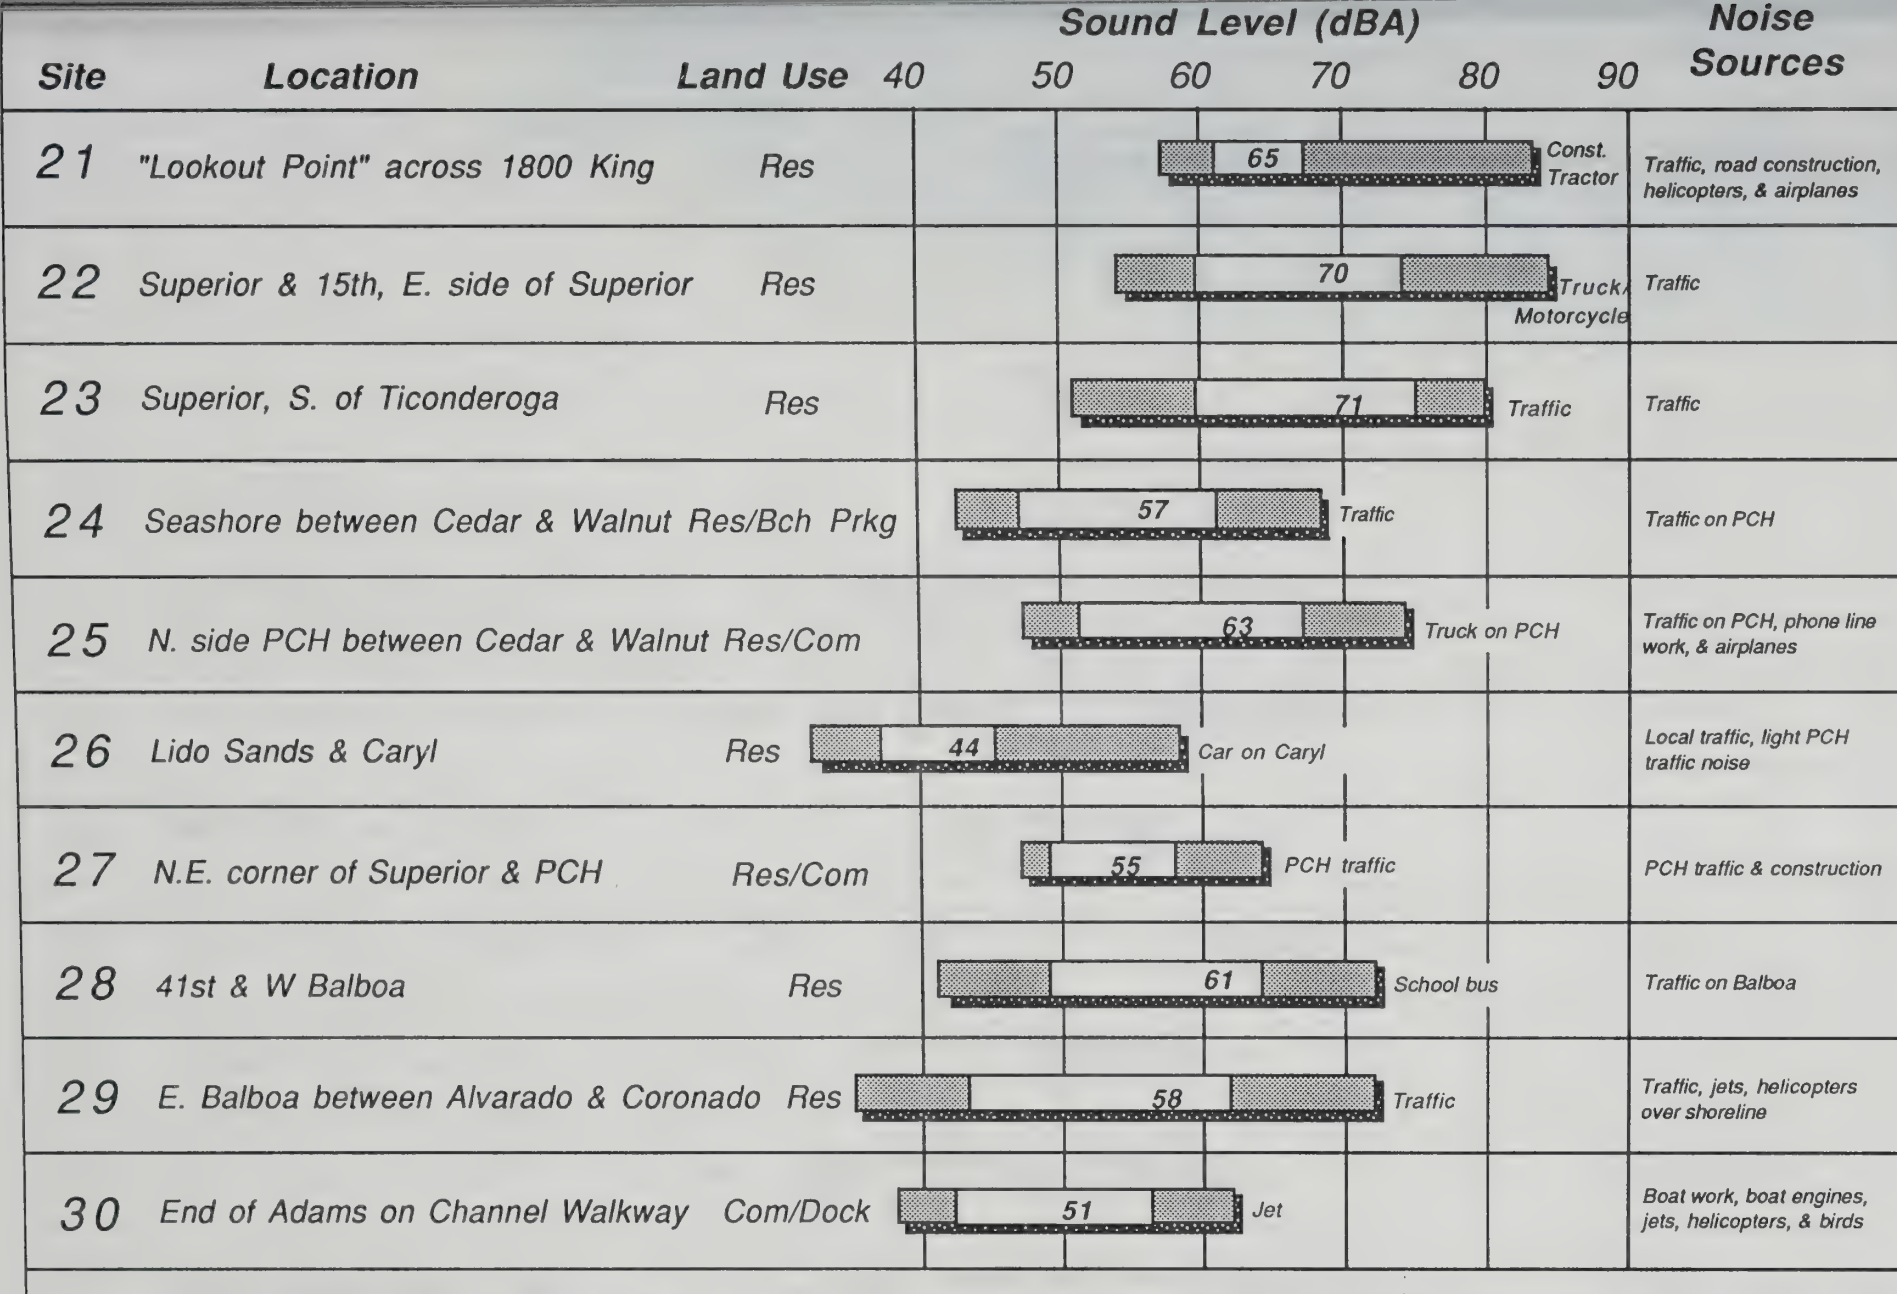 Sound Level (dBA)
Noise
Sources
Site Location Land Use 40 50 60 70 80 90
21 "Lookout Point" across 1800 King Res 65 Const.
Tractor
Traffic, road construction,
helicopters, & airplanes
22 Superior & 15th, E. side of Superior Res 70 Truck/
Motorcycle
Traffic
23 Superior, S. of Ticonderoga Res 71 Traffic Traffic
24 Seashore between Cedar & Walnut Res/Bch Prkg 57 Traffic Traffic on PCH
25 N. side PCH between Cedar & Walnut Res/Com 63 Truck on PCH
Traffic on PCH, phone line
work, & airplanes
26 Lido Sands & Caryl Res 44 Car on Caryl
Local traffic, light PCH
traffic noise
27 N.E. corner of Superior & PCH Res/Com 55 PCH traffic PCH traffic & construction
28 41st & W Balboa Res 61 School bus Traffic on Balboa
29 E. Balboa between Alvarado & Coronado Res 58 Traffic
Traffic, jets, helicopters
over shoreline
30 End of Adams on Channel Walkway Com/Dock 51 Jet
Boat work, boat engines,
jets, helicopters, & birds